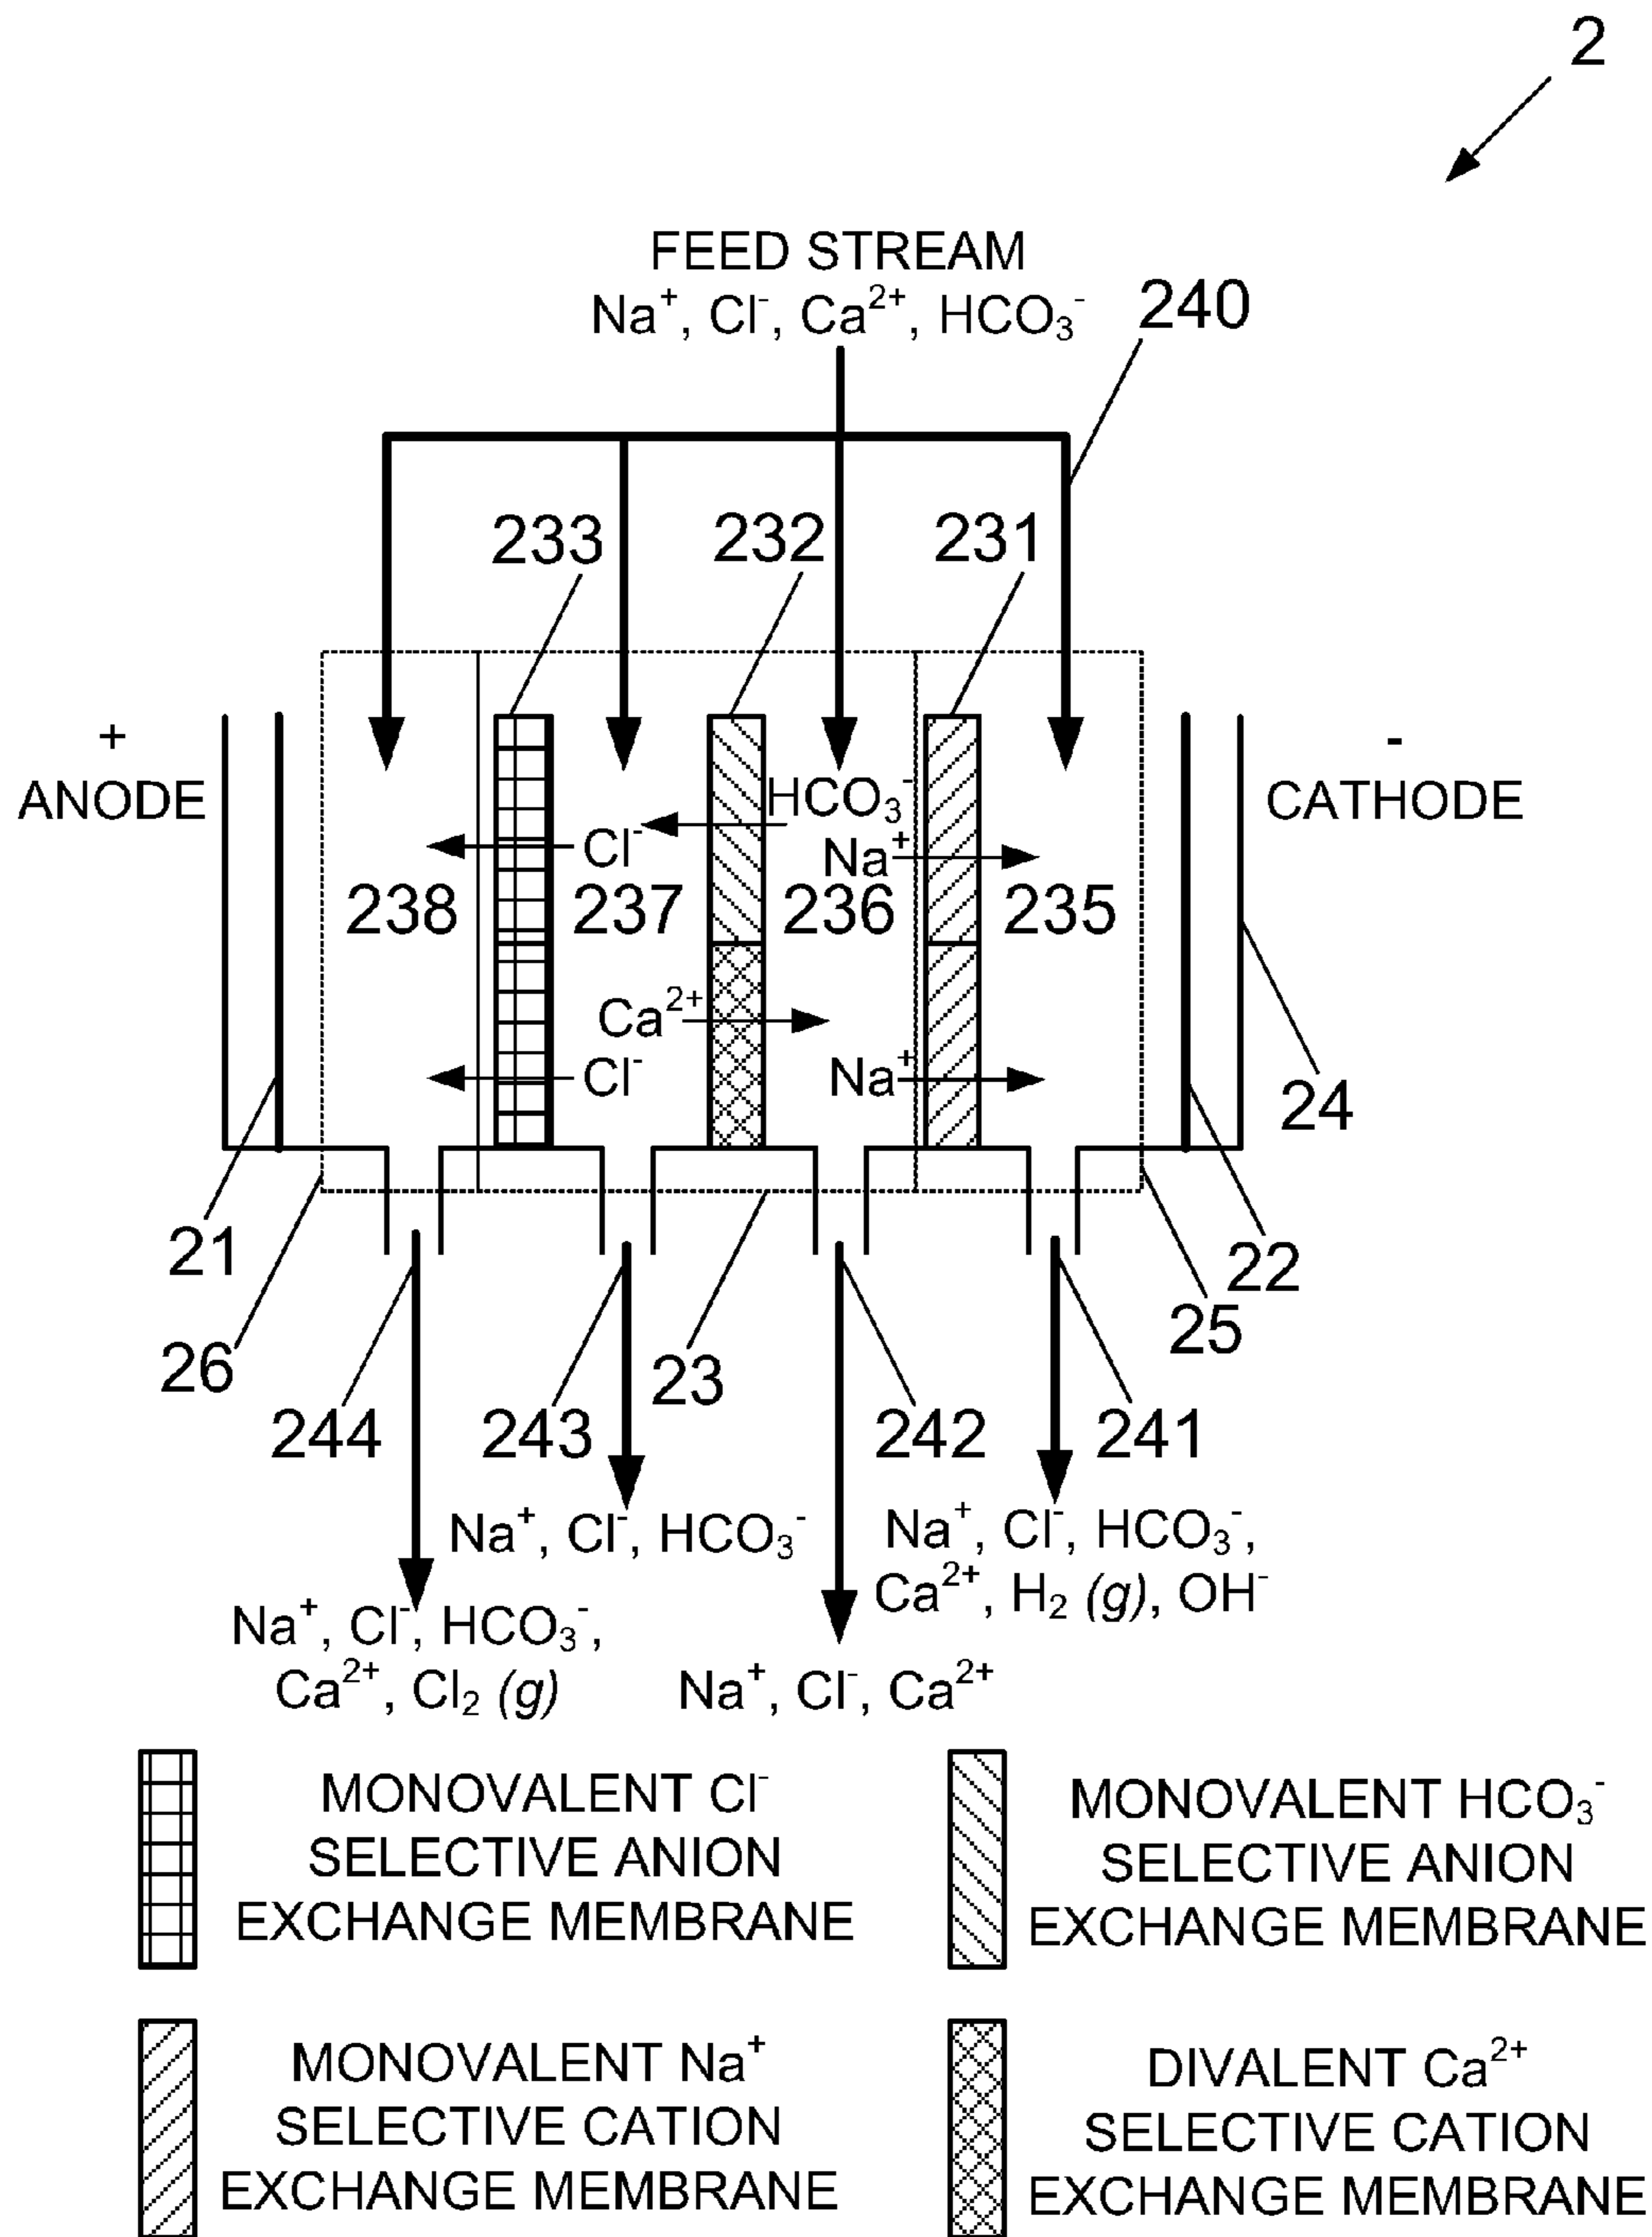 2
FEED STREAM
Na⁺, Cl⁻, Ca²⁺, HCO₃⁻
240
233
232
231
+
ANODE
-
CATHODE
HCO₃⁻
Cl⁻
Na⁺
238
237
236
235
Ca²⁺
Cl⁻
Na⁺
24
21
22
25
26
23
244
243
242
241
Na⁺, Cl⁻, HCO₃⁻
Na⁺, Cl⁻, HCO₃⁻,
Ca²⁺, H₂ (g), OH⁻
Na⁺, Cl⁻, HCO₃⁻,
Ca²⁺, Cl₂ (g)
Na⁺, Cl⁻, Ca²⁺
MONOVALENT Cl⁻
SELECTIVE ANION
EXCHANGE MEMBRANE
MONOVALENT HCO₃⁻
SELECTIVE ANION
EXCHANGE MEMBRANE
MONOVALENT Na⁺
SELECTIVE CATION
EXCHANGE MEMBRANE
DIVALENT Ca²⁺
SELECTIVE CATION
EXCHANGE MEMBRANE